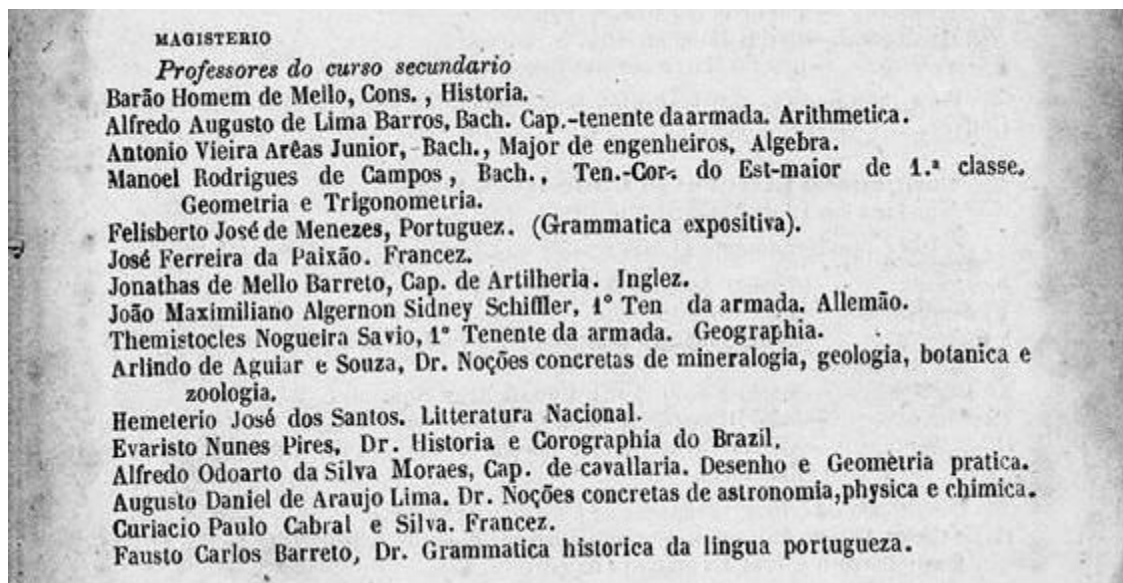 MAGISTERIO
Professores do curso secundario
Barão Homem de Mello, Cons., Historia.
Alfredo Augusto de Lima Barros, Bach. Cap.-tenente da armada. Arithmetica.
Antonio Vieira Arêas Junior, Bach., Major de engenheiros, Algebra.
Manoel Rodrigues de Campos, Bach., Ten.-Cor. do Est-maior de 1.ª classe.
Geometria e Trigonometria.
Felisberto José de Menezes, Portuguez. (Grammatica expositiva).
José Ferreira da Paixão. Francez.
Jonathas de Mello Barreto, Cap. de Artilheria. Inglez.
João Maximiliano Algernon Sidney Schiffler, 1º Ten da armada. Allemão.
Themistocles Nogueira Savio, 1º Tenente da armada. Geographia.
Arlindo de Aguiar e Souza, Dr. Noções concretas de mineralogia, geologia, botanica e
zoologia.
Hemeterio José dos Santos. Litteratura Nacional.
Evaristo Nunes Pires, Dr. Historia e Corographia do Brazil.
Alfredo Odoarto da Silva Moraes, Cap. de cavallaria. Desenho e Geometria pratica.
Augusto Daniel de Araujo Lima. Dr. Noções concretas de astronomia, physica e chimica.
Curiacio Paulo Cabral e Silva. Francez.
Fausto Carlos Barreto, Dr. Grammatica historica da lingua portugueza.